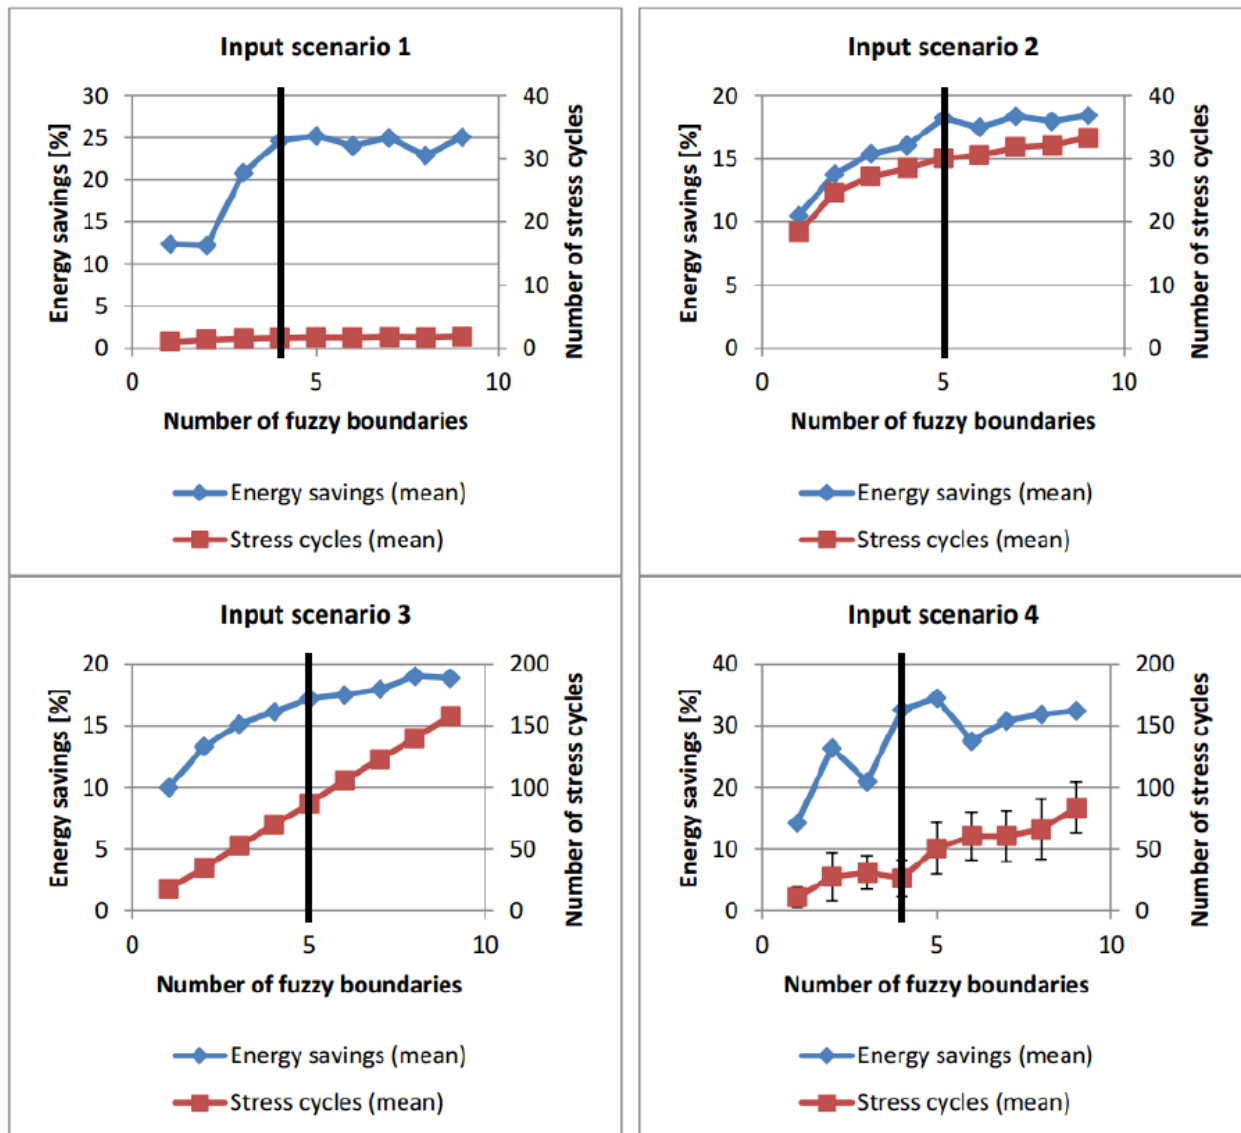 Input scenario 1
Energy savings [%]
30
25
20
15
10
5
0
40
30
20
10
0
Number of stress cycles
0 5 10
Number of fuzzy boundaries
Energy savings (mean)
Stress cycles (mean)
Input scenario 2
Energy savings [%]
20
15
10
5
0
40
30
20
10
0
Number of stress cycles
0 5 10
Number of fuzzy boundaries
Energy savings (mean)
Stress cycles (mean)
Input scenario 3
Energy savings [%]
20
15
10
5
0
200
150
100
50
0
Number of stress cycles
0 5 10
Number of fuzzy boundaries
Energy savings (mean)
Stress cycles (mean)
Input scenario 4
Energy savings [%]
40
30
20
10
0
200
150
100
50
0
Number of stress cycles
0 5 10
Number of fuzzy boundaries
Energy savings (mean)
Stress cycles (mean)